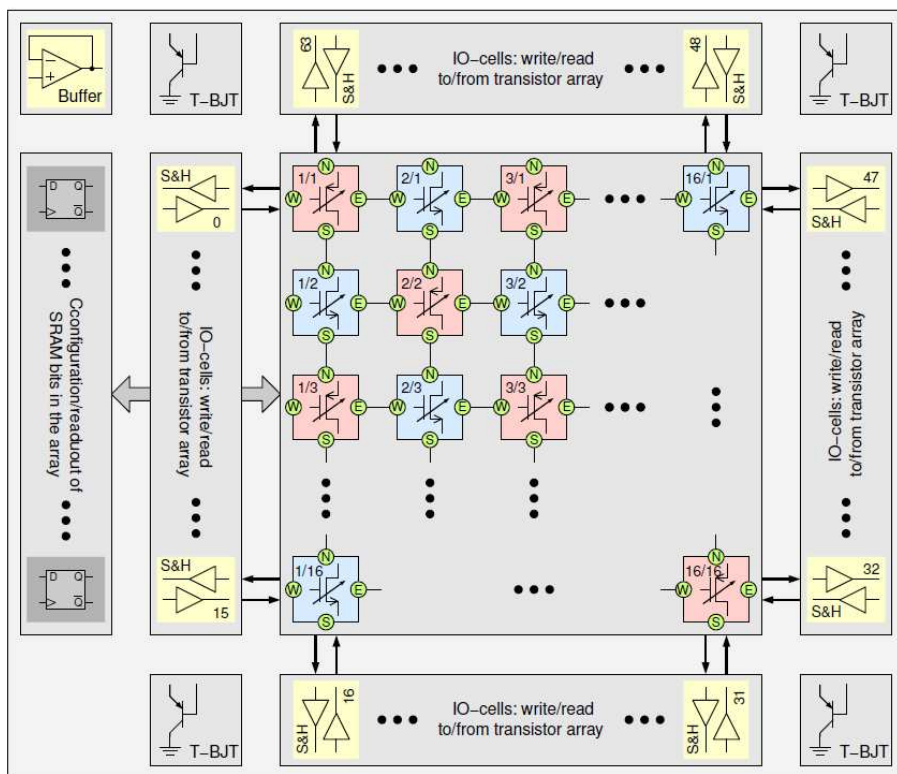 63
48
IO-cells: write/read
to/from transistor array
S&H
S&H
Buffer
T-BJT
T-BJT
S&H
0
N
N
N
N
1/1
2/1
3/1
16/1
W
E
W
E
W
E
W
E
S
S
S
S
47
S&H
D
Q
Q
N
N
N
1/2
2/2
3/2
W
E
W
E
W
E
S
S
S
Cconfiguration/readout of
SRAM bits in the array
IO-cells: write/read
to/from transistor array
N
N
N
1/3
2/3
3/3
W
E
W
E
W
E
S
S
S
IO-cells: write/read
to/from transistor array
D
Q
Q
S&H
15
N
N
1/16
16/16
W
E
W
E
S
S
32
S&H
T-BJT
S&H
16
IO-cells: write/read
to/from transistor array
S&H
31
T-BJT